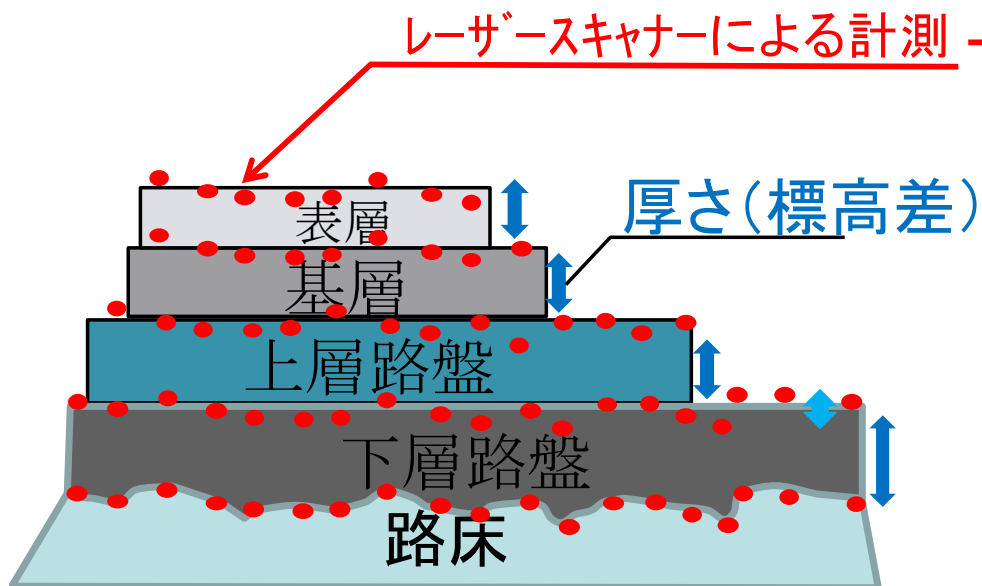 レーザースキャナーによる計測 -
厚さ（標高差）
表層
基層
上層路盤
下層路盤
路床